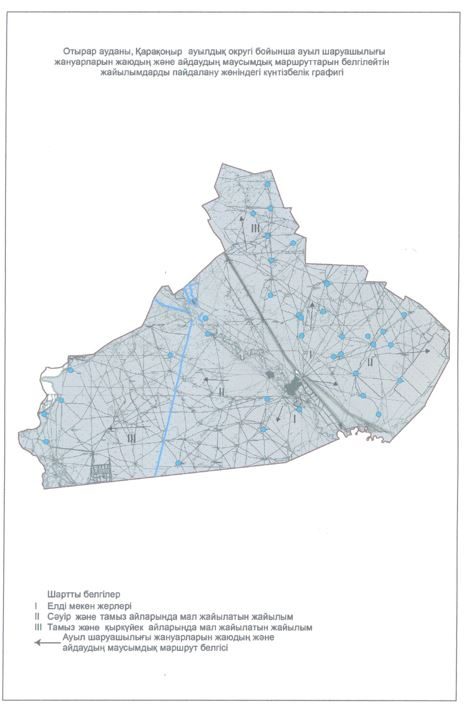 Отырар ауданы, Қарақоңыр ауылдық округі бойынша ауыл шаруашылығы
жануарларын жаюдың және айдаудың маусымдық маршруттарын белгілейтін
жайылымдарды пайдалану жөніндегі күнтізбелік графигі
III
I
II
II
I
III
Шартты белгілер
I Елді мекен жерлері
II Сәуір және тамыз айларында мал жайылатын жайылым
III Тамыз және қыркүйек айларында мал жайылатын жайылым
Ауыл шаруашылығы жануарларын жаюдың және
айдаудың маусымдық маршрут белгісі